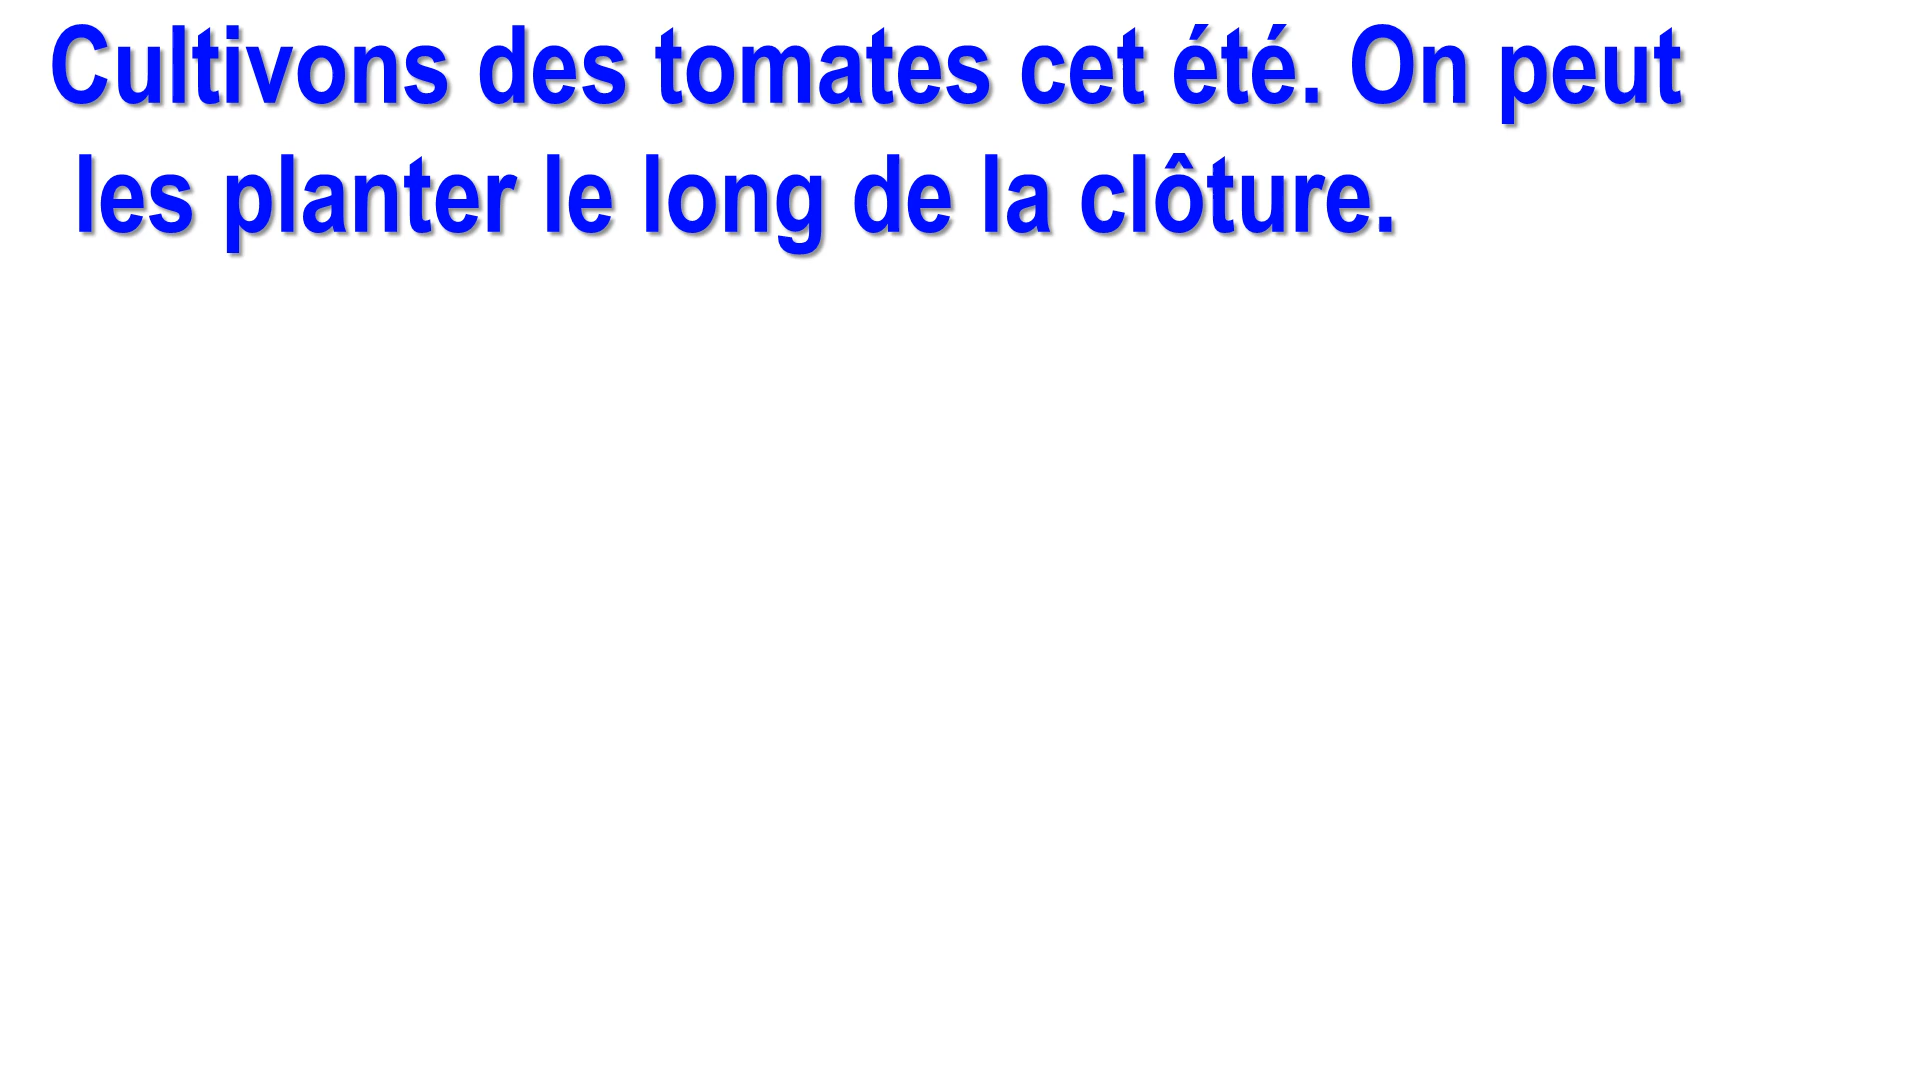 Cultivons des tomates cet été. On peut
les planter le long de la clôture.